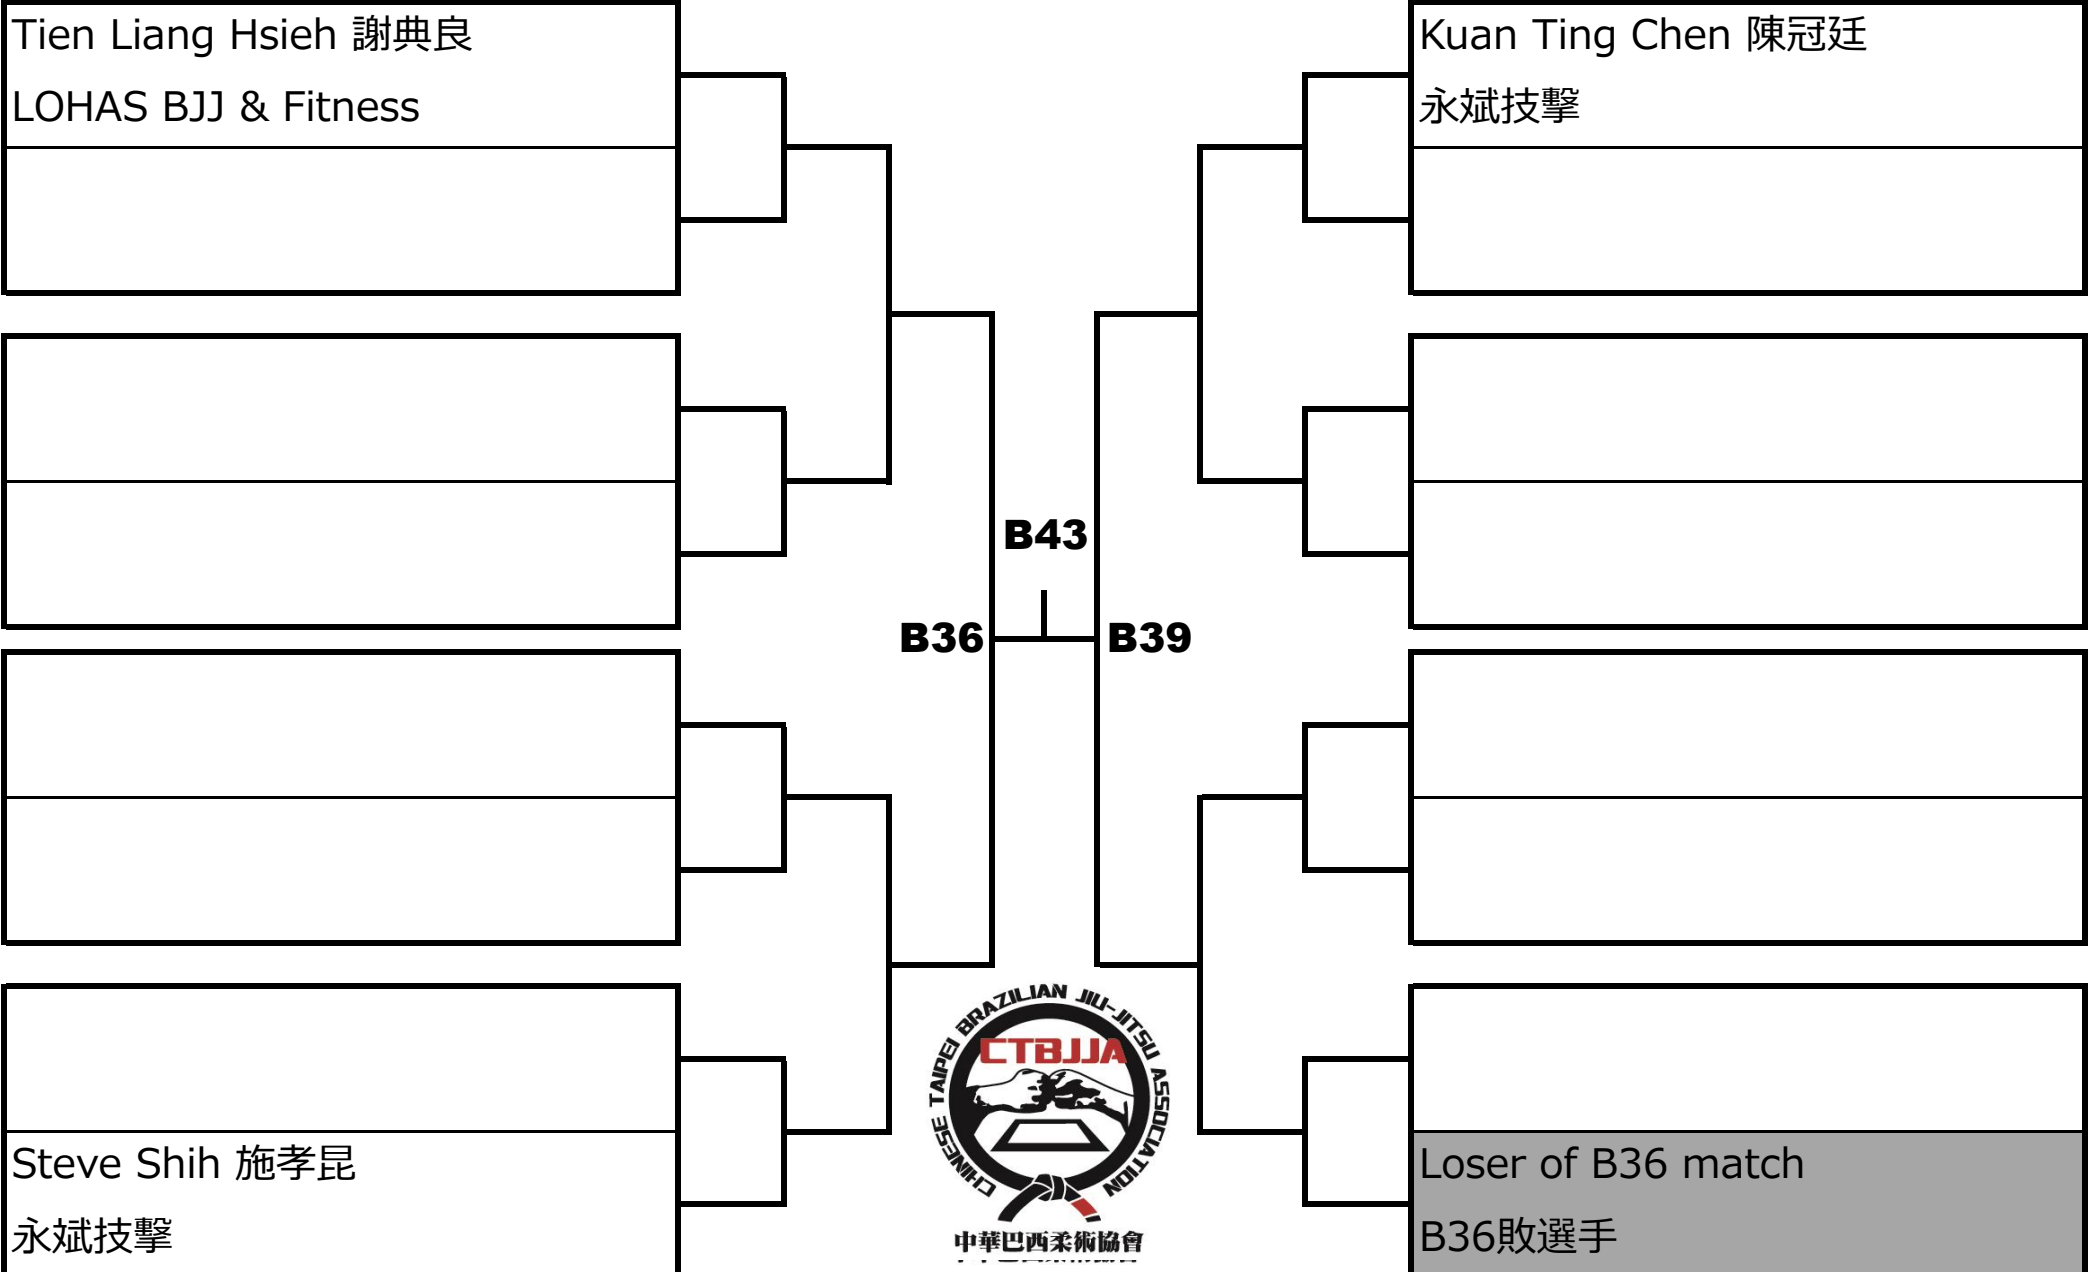 Tien Liang Hsieh 謝典良
LOHAS BJJ & Fitness
Kuan Ting Chen 陳冠廷
永斌技擊
B43
B36
B39
CHINESE TAIPEI BRAZILIAN JIU-JITSU ASSOCIATION
CTBJJA
中華巴西柔術協會
Steve Shih 施孝昆
永斌技擊
Loser of B36 match
B36敗選手